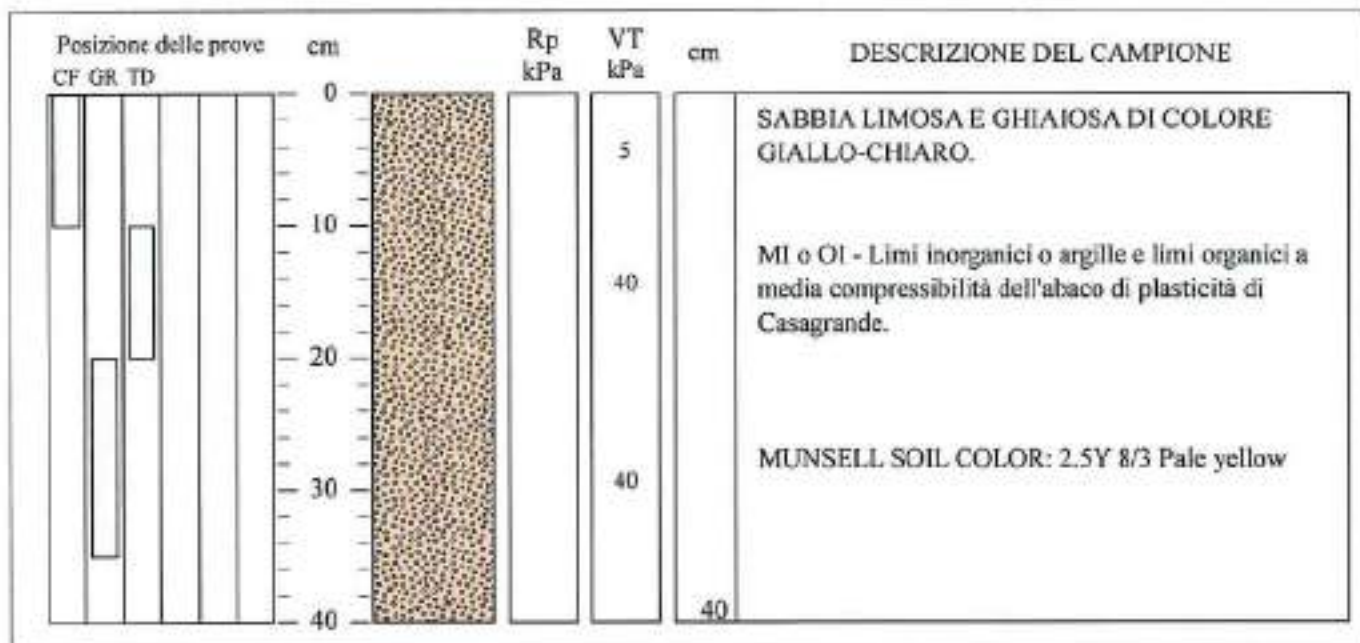 Posizione delle prove cm Rp kPa VT kPa cm DESCRIZIONE DEL CAMPIONE
CF GR TD
0
10
20
30
40
5
40
40
40
SABBIA LIMOSA E GHIAIOSA DI COLORE
GIALLO-CHIARO.
MI o OI - Limi inorganici o argille e limi organici a
media compressibilità dell'abaco di plasticità di
Casagrande.
MUNSELL SOIL COLOR: 2.5Y 8/3 Pale yellow